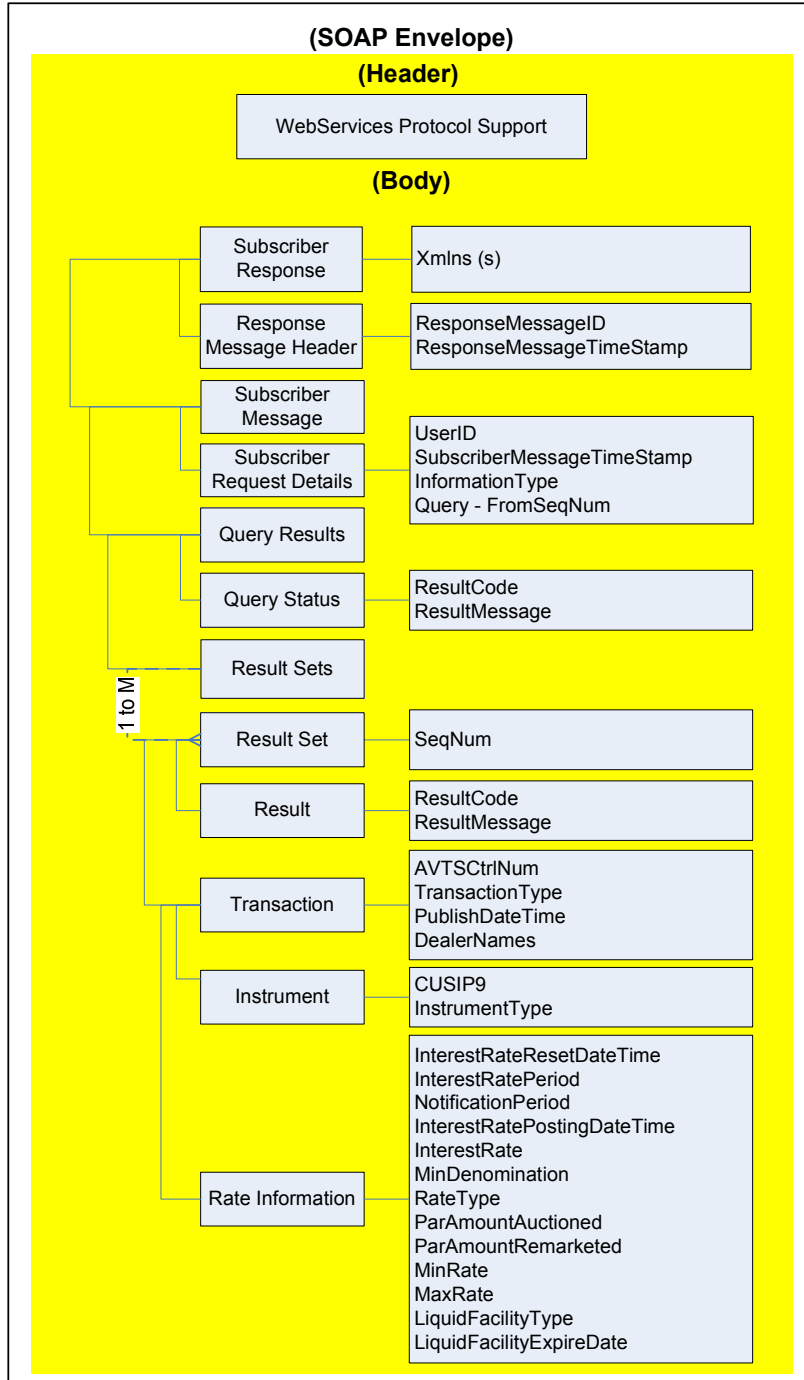 (SOAP Envelope)
(Header)
WebServices Protocol Support
(Body)
Subscriber
Response
Xmlns (s)
Response
Message Header
ResponseMessageID
ResponseMessageTimeStamp
Subscriber
Message
Subscriber
Request Details
UserID
SubscriberMessageTimeStamp
InformationType
Query - FromSeqNum
Query Results
Query Status
ResultCode
ResultMessage
Result Sets
1 to M
Result Set
SeqNum
Result
ResultCode
ResultMessage
Transaction
AVTSCtrlNum
TransactionType
PublishDateTime
DealerNames
Instrument
CUSIP9
InstrumentType
Rate Information
InterestRateResetDateTime
InterestRatePeriod
NotificationPeriod
InterestRatePostingDateTime
InterestRate
MinDenomination
RateType
ParAmountAuctioned
ParAmountRemarketed
MinRate
MaxRate
LiquidFacilityType
LiquidFacilityExpireDate